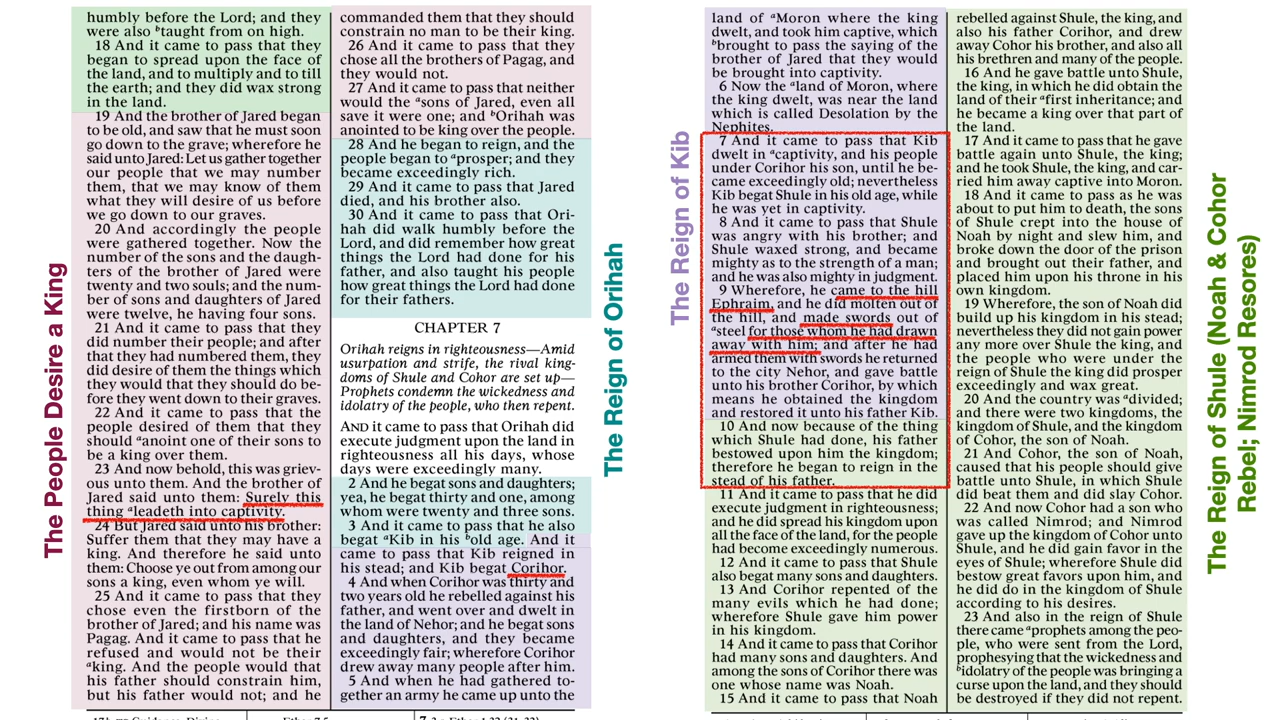 The People Desire a King
humbly before the Lord; and they
were also ᵇtaught from on high.
18 And it came to pass that they
began to spread upon the face of
the land, and to multiply and to till
the earth; and they did wax strong
in the land.
19 And the brother of Jared began
to be old, and saw that he must soon
go down to the grave; wherefore he
said unto Jared: Let us gather together
our people that we may number
them, that we may know of them
what they will desire of us before
we go down to our graves.
20 And accordingly the people
were gathered together. Now the
number of the sons and the daugh-
ters of the brother of Jared were
twenty and two souls; and the num-
ber of sons and daughters of Jared
were twelve, he having four sons.
21 And it came to pass that they
did number their people; and after
that they had numbered them, they
did desire of them the things which
they would that they should do be-
fore they went down to their graves.
22 And it came to pass that the
people desired of them that they
should ᵃanoint one of their sons to
be a king over them.
23 And now behold, this was griev-
ous unto them. And the brother of
Jared said unto them: Surely this
thing ᵃleadeth into captivity.
24 But Jared said unto his brother:
Suffer them that they may have a
king. And therefore he said unto
them: Choose ye out from among our
sons a king, even whom ye will.
25 And it came to pass that they
chose even the firstborn of the
brother of Jared; and his name was
Pagag. And it came to pass that he
refused and would not be their
ᵃking. And the people would that
his father should constrain him,
but his father would not; and he
commanded them that they should
constrain no man to be their king.
26 And it came to pass that they
chose all the brothers of Pagag, and
they would not.
27 And it came to pass that neither
would the ᵃsons of Jared, even all
save it were one; and ᵇOrihah was
anointed to be king over the people.
28 And he began to reign, and the
people began to ᵃprosper; and they
became exceedingly rich.
29 And it came to pass that Jared
died, and his brother also.
30 And it came to pass that Ori-
hah did walk humbly before the
Lord, and did remember how great
things the Lord had done for his
father, and also taught his people
how great things the Lord had done
for their fathers.
CHAPTER 7
Orihah reigns in righteousness—Amid
usurpation and strife, the rival king-
doms of Shule and Cohor are set up—
Prophets condemn the wickedness and
idolatry of the people, who then repent.
AND it came to pass that Orihah did
execute judgment upon the land in
righteousness all his days, whose
days were exceedingly many.
2 And he begat sons and daughters;
yea, he begat thirty and one, among
whom were twenty and three sons.
3 And it came to pass that he also
begat ᵃKib in his ᵇold age. And it
came to pass that Kib reigned in
his stead; and Kib begat Corihor.
4 And when Corihor was thirty and
two years old he rebelled against his
father, and went over and dwelt in
the land of Nehor; and he begat sons
and daughters, and they became
exceedingly fair; wherefore Corihor
drew away many people after him.
5 And when he had gathered to-
gether an army he came up unto the
The Reign of Orihah
The Reign of Kib
land of ᵃMoron where the king
dwelt, and took him captive, which
ᵇbrought to pass the saying of the
brother of Jared that they would
be brought into captivity.
6 Now the ᵃland of Moron, where
the king dwelt, was near the land
which is called Desolation by the
Nephites.
7 And it came to pass that Kib
dwelt in ᵃcaptivity, and his people
under Corihor his son, until he be-
came exceedingly old; nevertheless
Kib begat Shule in his old age, while
he was yet in captivity.
8 And it came to pass that Shule
was angry with his brother; and
Shule waxed strong, and became
mighty as to the strength of a man;
and he was also mighty in judgment.
9 Wherefore, he came to the hill
Ephraim, and he did molten out of
the hill, and made swords out of
ᵃsteel for those whom he had drawn
away with him; and after he had
armed them with swords he returned
to the city Nehor, and gave battle
unto his brother Corihor, by which
means he obtained the kingdom
and restored it unto his father Kib.
10 And now because of the thing
which Shule had done, his father
bestowed upon him the kingdom;
therefore he began to reign in the
stead of his father.
11 And it came to pass that he did
execute judgment in righteousness;
and he did spread his kingdom upon
all the face of the land, for the people
had become exceedingly numerous.
12 And it came to pass that Shule
also begat many sons and daughters.
13 And Corihor repented of the
many evils which he had done;
wherefore Shule gave him power
in his kingdom.
14 And it came to pass that Corihor
had many sons and daughters. And
among the sons of Corihor there was
one whose name was Noah.
15 And it came to pass that Noah
rebelled against Shule, the king, and
also his father Corihor, and drew
away Cohor his brother, and also all
his brethren and many of the people.
16 And he gave battle unto Shule,
the king, in which he did obtain the
land of their ᵃfirst inheritance; and
he became a king over that part of
the land.
17 And it came to pass that he gave
battle again unto Shule, the king;
and he took Shule, the king, and car-
ried him away captive into Moron.
18 And it came to pass as he was
about to put him to death, the sons
of Shule crept into the house of
Noah by night and slew him, and
broke down the door of the prison
and brought out their father, and
placed him upon his throne in his
own kingdom.
19 Wherefore, the son of Noah did
build up his kingdom in his stead;
nevertheless they did not gain power
any more over Shule the king, and
the people who were under the
reign of Shule the king did prosper
exceedingly and wax great.
20 And the country was ᵃdivided;
and there were two kingdoms, the
kingdom of Shule, and the kingdom
of Cohor, the son of Noah.
21 And Cohor, the son of Noah,
caused that his people should give
battle unto Shule, in which Shule
did beat them and did slay Cohor.
22 And now Cohor had a son who
was called Nimrod; and Nimrod
gave up the kingdom of Cohor unto
Shule, and he did gain favor in the
eyes of Shule; wherefore Shule did
bestow great favors upon him, and
he did do in the kingdom of Shule
according to his desires.
23 And also in the reign of Shule
there came ᵃprophets among the peo-
ple, who were sent from the Lord,
prophesying that the wickedness and
ᵇidolatry of the people was bringing a
curse upon the land, and they should
be destroyed if they did not repent.
The Reign of Shule (Noah & Cohor
Rebel; Nimrod Resores)